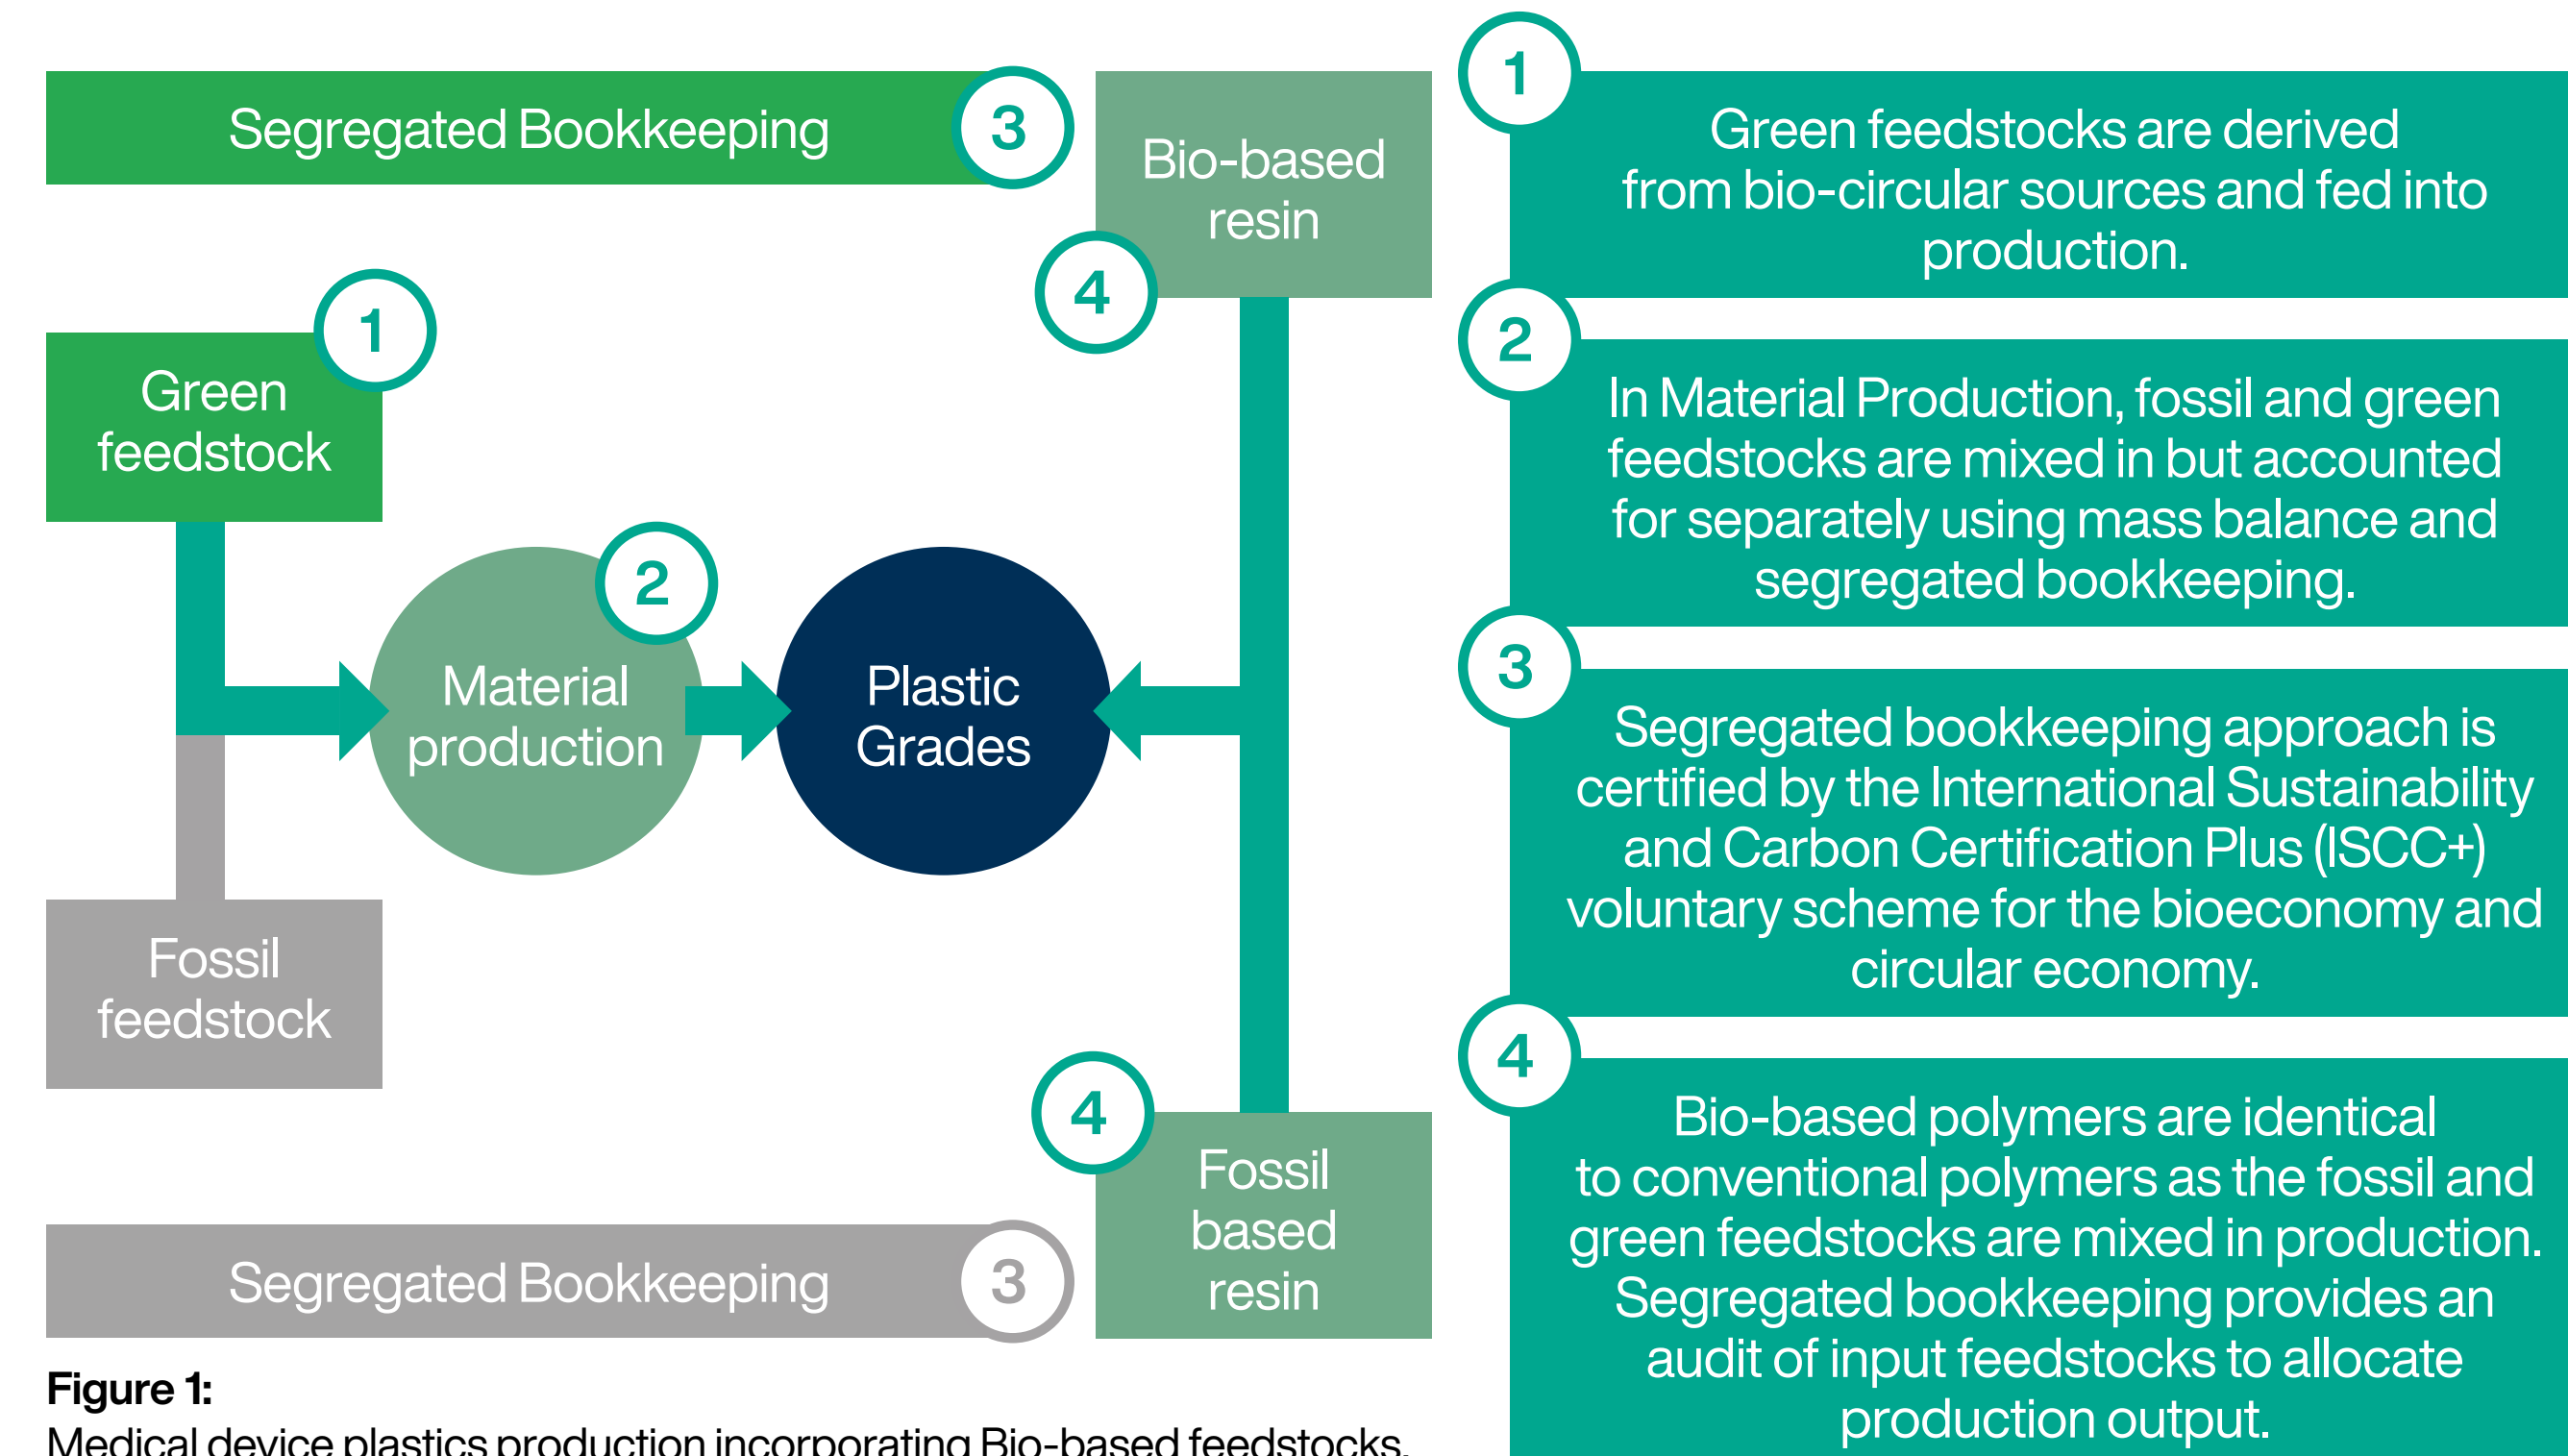 Segregated Bookkeeping
3
Bio-based
resin
4
1
Green
feedstock
2
Material
production
Plastic
Grades
Fossil
feedstock
4
Fossil
based
resin
Segregated Bookkeeping
3
Figure 1:
Medical device plastics production incorporating Bio-based feedstocks.
1
Green feedstocks are derived
from bio-circular sources and fed into
production.
2
In Material Production, fossil and green
feedstocks are mixed in but accounted
for separately using mass balance and
segregated bookkeeping.
3
Segregated bookkeeping approach is
certified by the International Sustainability
and Carbon Certification Plus (ISCC+)
voluntary scheme for the bioeconomy and
circular economy.
4
Bio-based polymers are identical
to conventional polymers as the fossil and
green feedstocks are mixed in production.
Segregated bookkeeping provides an
audit of input feedstocks to allocate
production output.